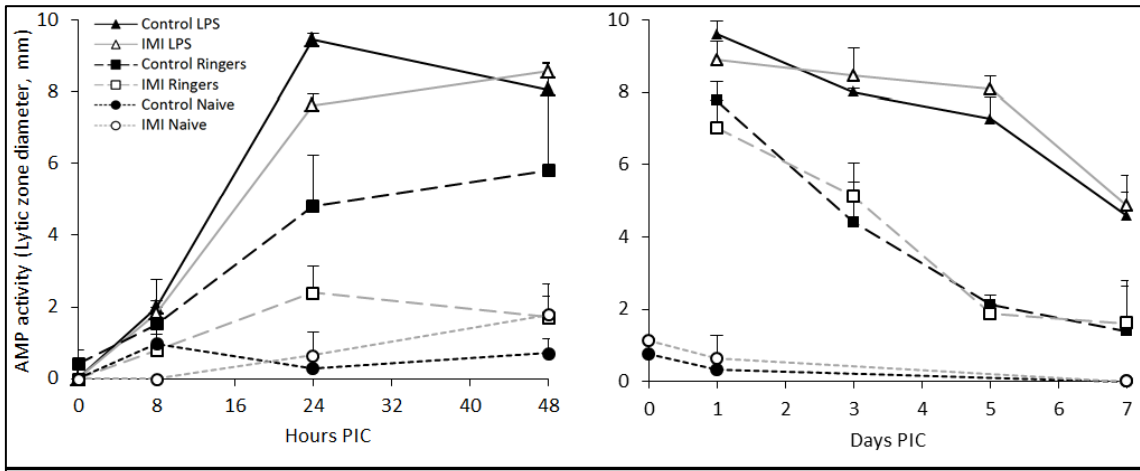 AMP activity (Lytic zone diameter, mm)
10
8
6
4
2
0
Control LPS
IMI LPS
Control Ringers
IMI Ringers
Control Naive
IMI Naive
0 8 16 24 32 40 48
Hours PIC
10
8
6
4
2
0
0 1 2 3 4 5 6 7
Days PIC